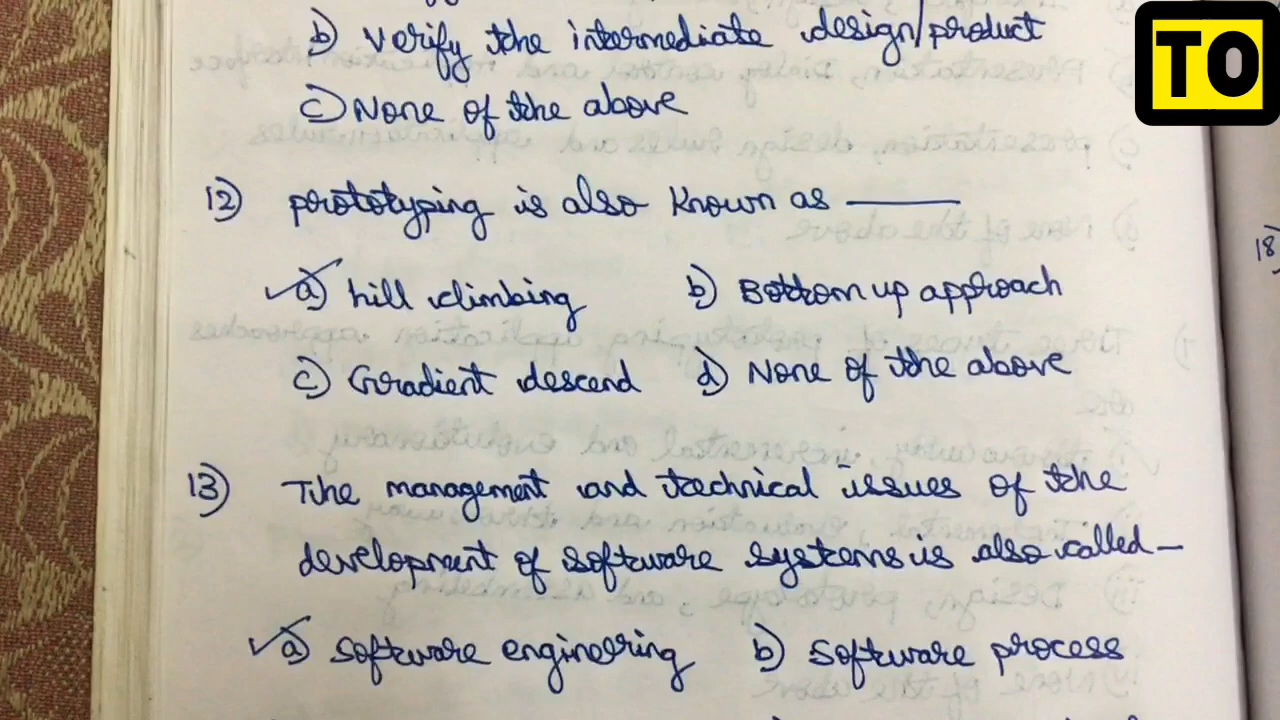 b) verify the intermediate design/product
c) None of the above
TO
12) prototyping is also known as ———
a) hill climbing b) Bottom up approach
c) Gradient descend d) None of the above
13) The management and technical issues of the
development of software systems is also called —
a) software engineering b) software process
18)